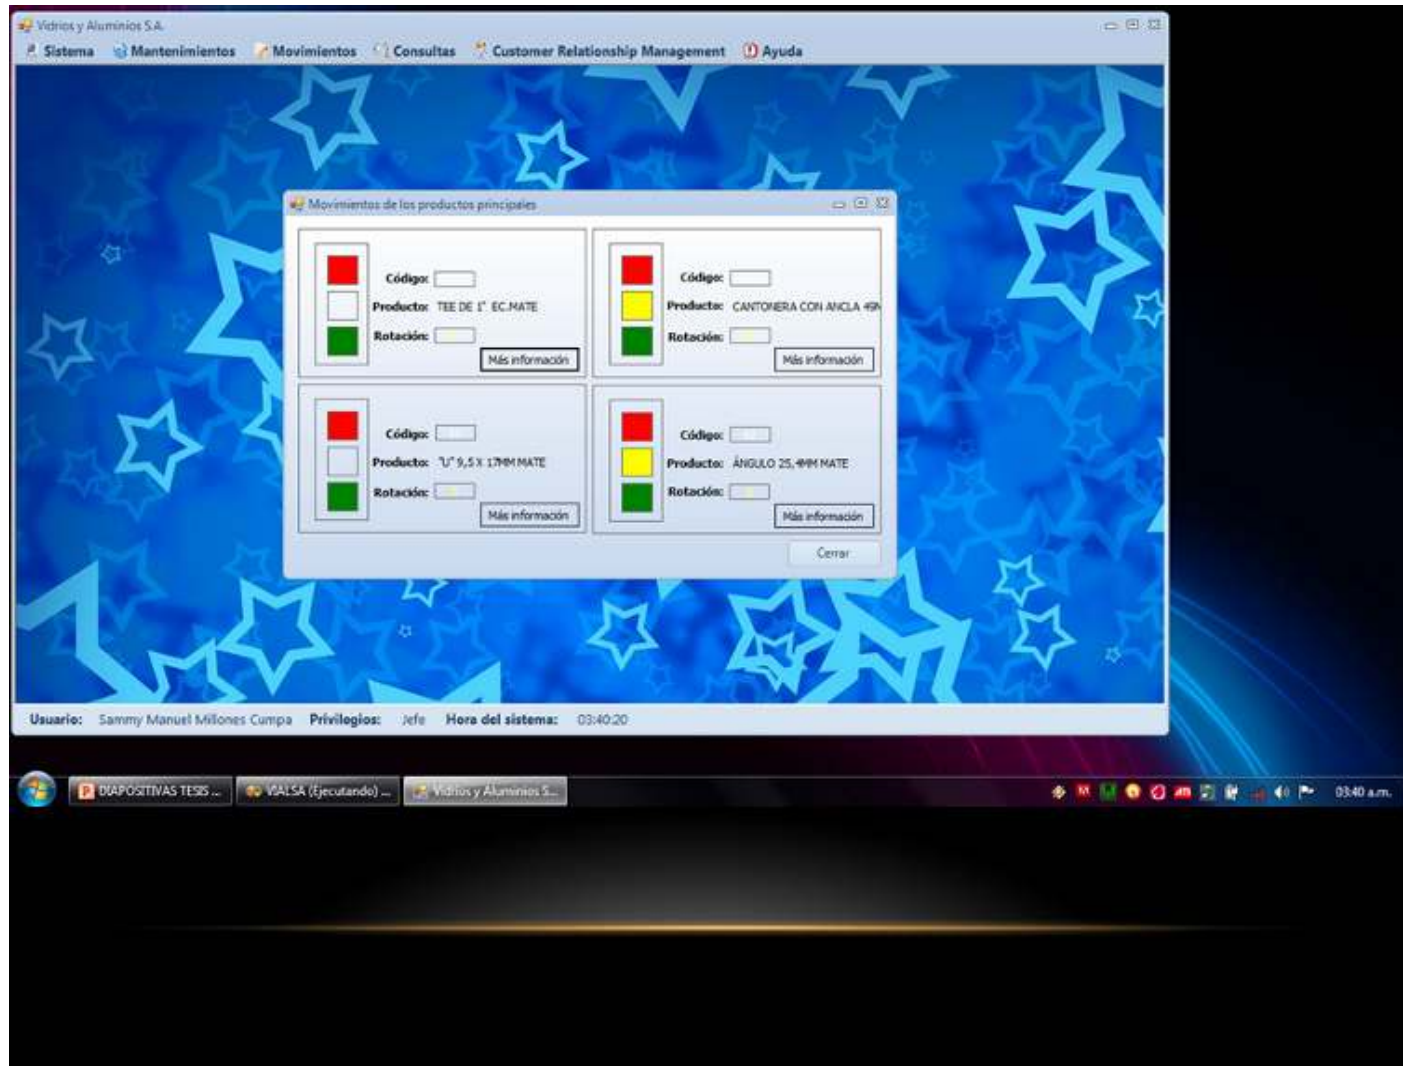 Vidrios y Aluminios S.A.
Sistema Mantenimientos Movimientos Consultas Customer Relationship Management Ayuda
Movimientos de los productos principales
Código:
Producto: TEE DE 1" EC.MATE
Rotación:
Más información
Código:
Producto: CANTONERA CON ANCLA 49M
Rotación:
Más información
Código:
Producto: "U" 9,5 X 17MM MATE
Rotación:
Más información
Código:
Producto: ÁNGULO 25,4MM MATE
Rotación:
Más información
Cerrar
Usuario: Sammy Manuel Millones Cumpa Privilegios: Jefe Hora del sistema: 03:40:20
DIAPOSITIVAS TESIS ... VIALSA (Ejecutando) ... Vidrios y Aluminios S... 03:40 a.m.